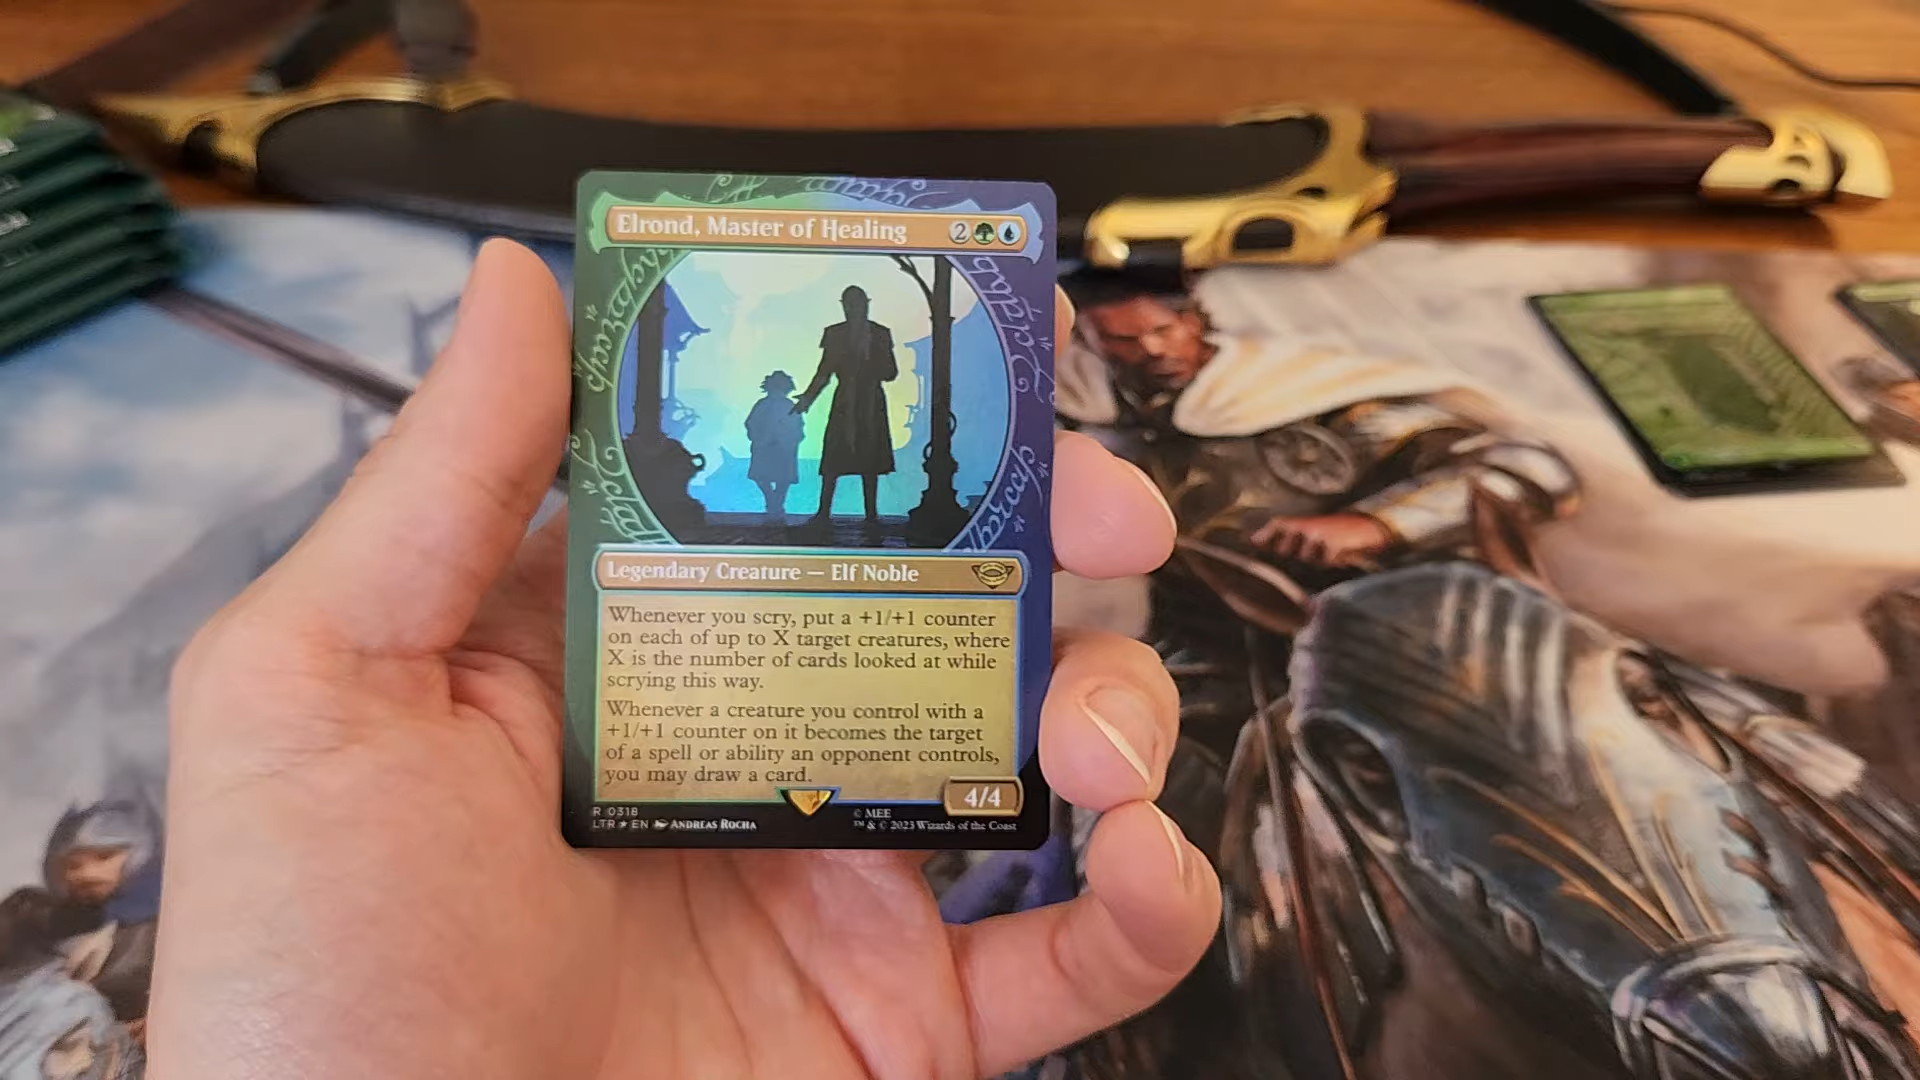 Elrond, Master of Healing 2
Legendary Creature — Elf Noble
Whenever you scry, put a +1/+1 counter
on each of up to X target creatures, where
X is the number of cards looked at while
scrying this way.
Whenever a creature you control with a
+1/+1 counter on it becomes the target
of a spell or ability an opponent controls,
you may draw a card.
4/4
R 0318
LTR ★ EN ANDREAS ROCHA
© MEE
™ & © 2023 Wizards of the Coast